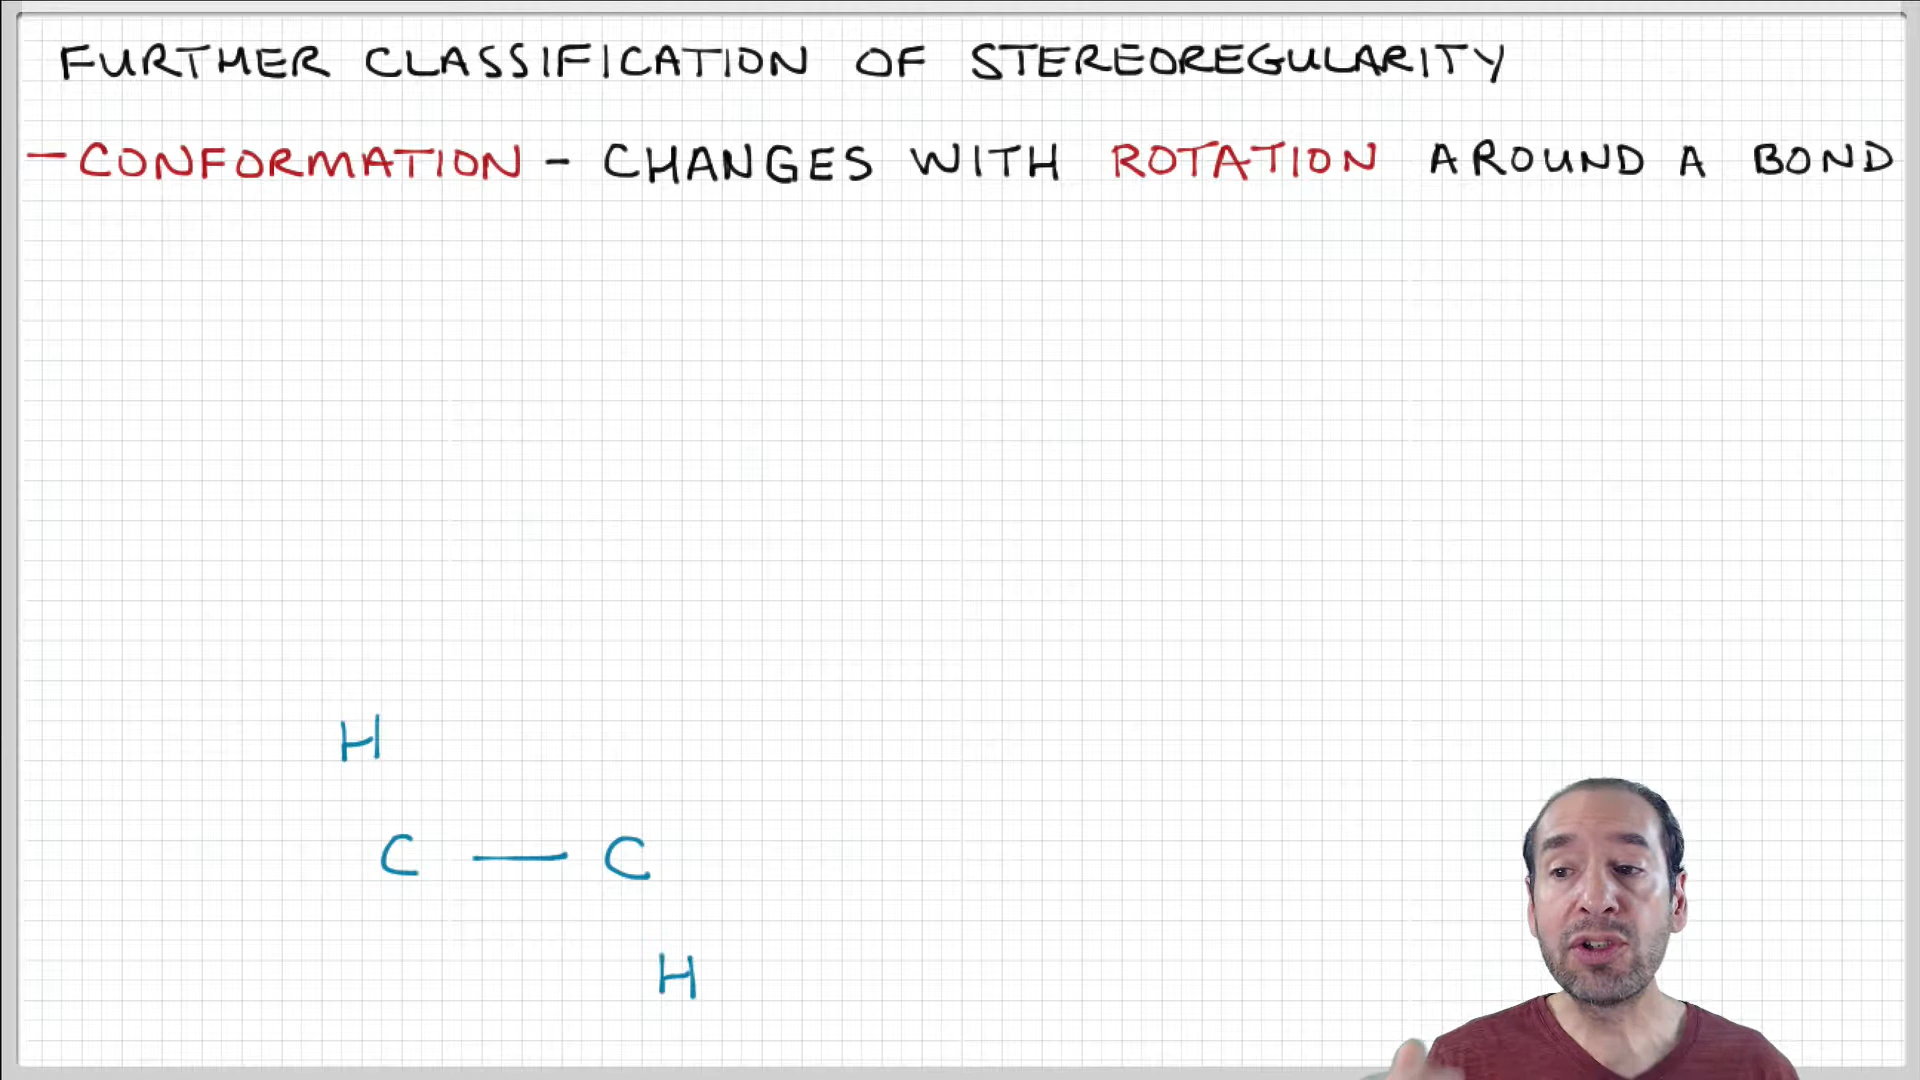 FURTHER CLASSIFICATION OF STEREOREGULARITY
- CONFORMATION - CHANGES WITH ROTATION AROUND A BOND
H
C — C
H